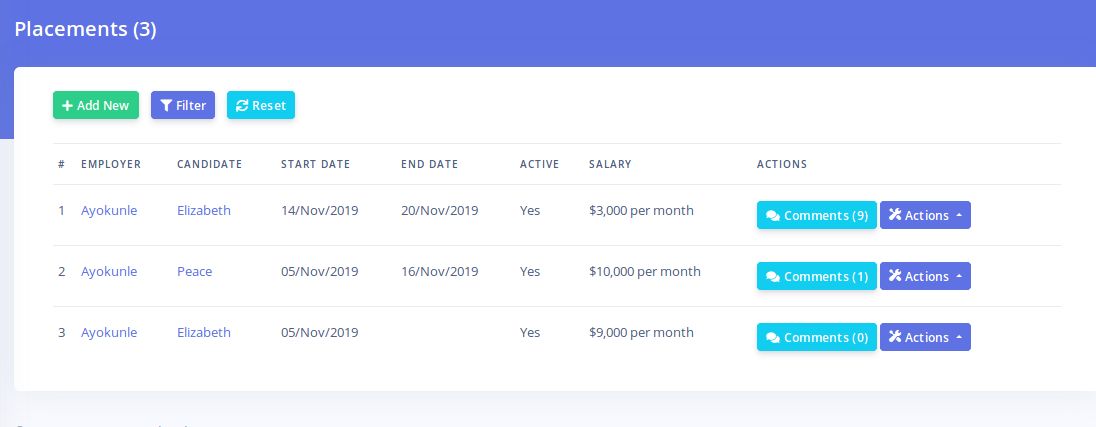 Placements (3)
Add New Filter Reset
# EMPLOYER CANDIDATE START DATE END DATE ACTIVE SALARY ACTIONS
1 Ayokunle Elizabeth 14/Nov/2019 20/Nov/2019 Yes $3,000 per month Comments (9) Actions
2 Ayokunle Peace 05/Nov/2019 16/Nov/2019 Yes $10,000 per month Comments (1) Actions
3 Ayokunle Elizabeth 05/Nov/2019 Yes $9,000 per month Comments (0) Actions